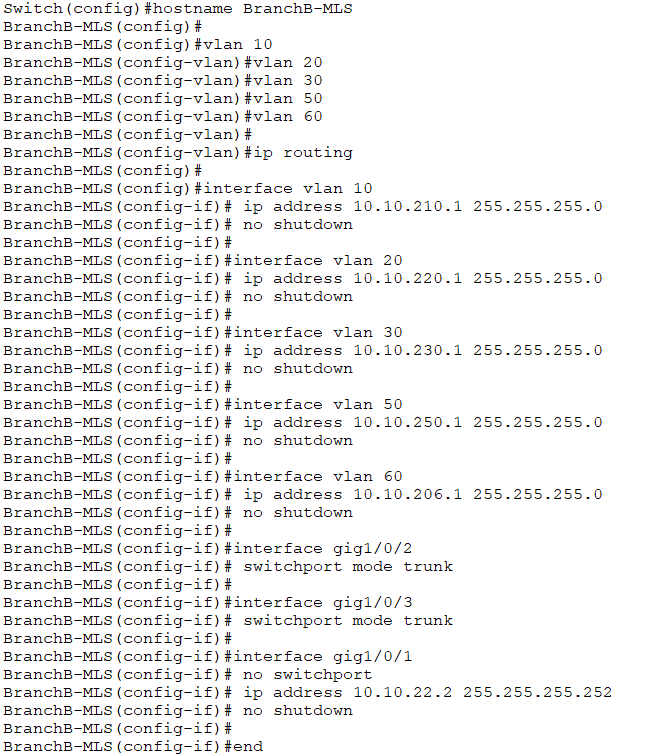 Switch(config)#hostname BranchB-MLS
BranchB-MLS(config)#
BranchB-MLS(config)#vlan 10
BranchB-MLS(config-vlan)#vlan 20
BranchB-MLS(config-vlan)#vlan 30
BranchB-MLS(config-vlan)#vlan 50
BranchB-MLS(config-vlan)#vlan 60
BranchB-MLS(config-vlan)#
BranchB-MLS(config-vlan)#ip routing
BranchB-MLS(config)#
BranchB-MLS(config)#interface vlan 10
BranchB-MLS(config-if)# ip address 10.10.210.1 255.255.255.0
BranchB-MLS(config-if)# no shutdown
BranchB-MLS(config-if)#
BranchB-MLS(config-if)#interface vlan 20
BranchB-MLS(config-if)# ip address 10.10.220.1 255.255.255.0
BranchB-MLS(config-if)# no shutdown
BranchB-MLS(config-if)#
BranchB-MLS(config-if)#interface vlan 30
BranchB-MLS(config-if)# ip address 10.10.230.1 255.255.255.0
BranchB-MLS(config-if)# no shutdown
BranchB-MLS(config-if)#
BranchB-MLS(config-if)#interface vlan 50
BranchB-MLS(config-if)# ip address 10.10.250.1 255.255.255.0
BranchB-MLS(config-if)# no shutdown
BranchB-MLS(config-if)#
BranchB-MLS(config-if)#interface vlan 60
BranchB-MLS(config-if)# ip address 10.10.206.1 255.255.255.0
BranchB-MLS(config-if)# no shutdown
BranchB-MLS(config-if)#
BranchB-MLS(config-if)#interface gig1/0/2
BranchB-MLS(config-if)# switchport mode trunk
BranchB-MLS(config-if)#
BranchB-MLS(config-if)#interface gig1/0/3
BranchB-MLS(config-if)# switchport mode trunk
BranchB-MLS(config-if)#
BranchB-MLS(config-if)#interface gig1/0/1
BranchB-MLS(config-if)# no switchport
BranchB-MLS(config-if)# ip address 10.10.22.2 255.255.255.252
BranchB-MLS(config-if)# no shutdown
BranchB-MLS(config-if)#
BranchB-MLS(config-if)#end